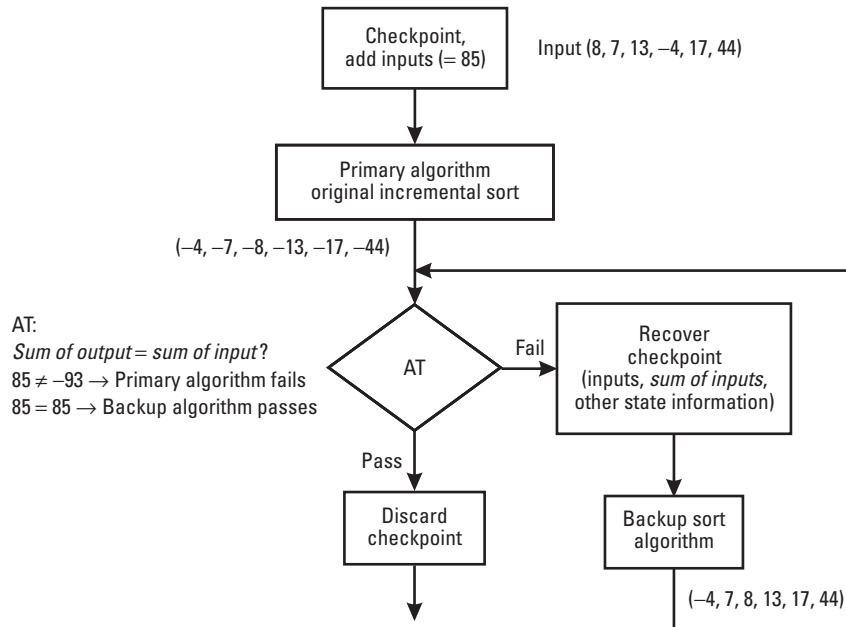 Checkpoint,
add inputs (= 85)
Input (8, 7, 13, –4, 17, 44)
Primary algorithm
original incremental sort
(–4, –7, –8, –13, –17, –44)
AT:
Sum of output = sum of input?
85 ≠ –93 → Primary algorithm fails
85 = 85 → Backup algorithm passes
AT
Fail
Recover
checkpoint
(inputs, sum of inputs,
other state information)
Pass
Discard
checkpoint
Backup sort
algorithm
(–4, 7, 8, 13, 17, 44)